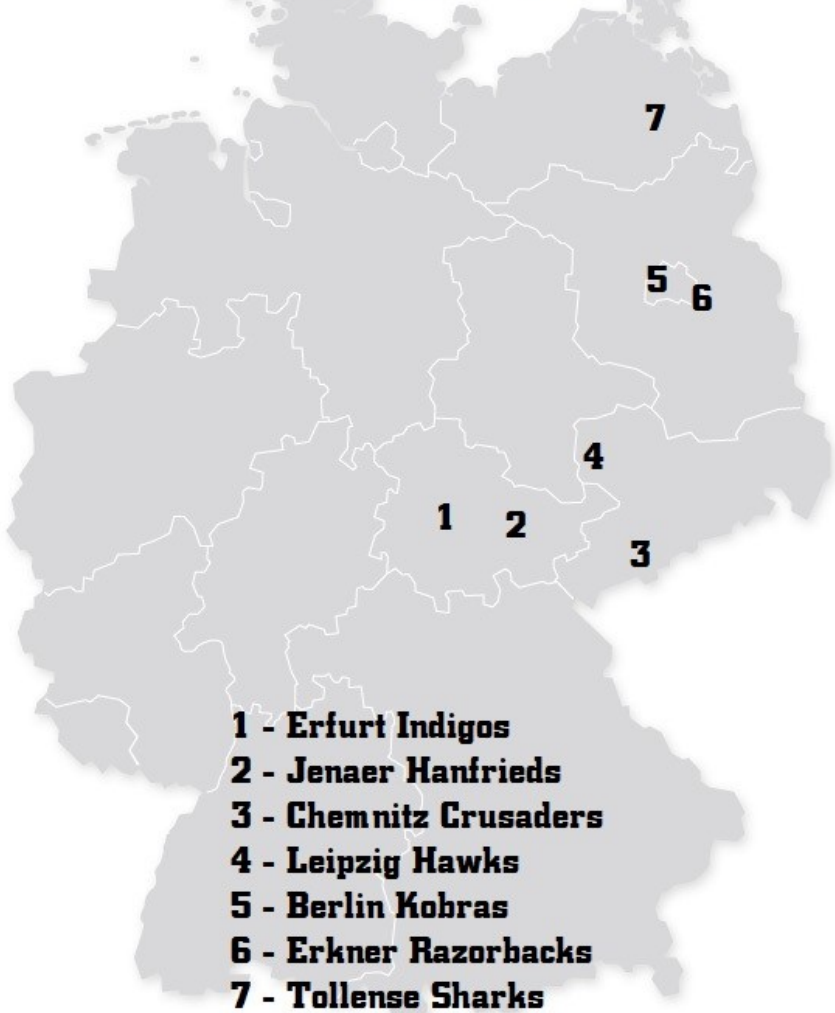 7
5
6
4
1
2
3
1 - Erfurt Indigos
2 - Jenaer Hanfrieds
3 - Chemnitz Crusaders
4 - Leipzig Hawks
5 - Berlin Kobras
6 - Erkner Razorbacks
7 - Tollense Sharks